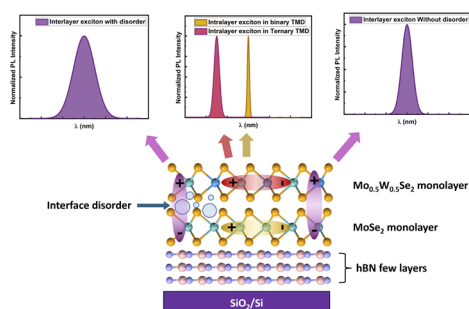 Interlayer exciton with disorder
Normalized PL Intensity
λ (nm)
Intralayer exciton in binary TMD
Intralayer exciton in Ternary TMD
Normalized PL Intensity
λ (nm)
Interlayer exciton Without disorder
Normalized PL Intensity
λ (nm)
Interface disorder
+
-
+
-
+
-
+
-
Mo0.5W0.5Se2 monolayer
MoSe2 monolayer
hBN few layers
SiO2/Si